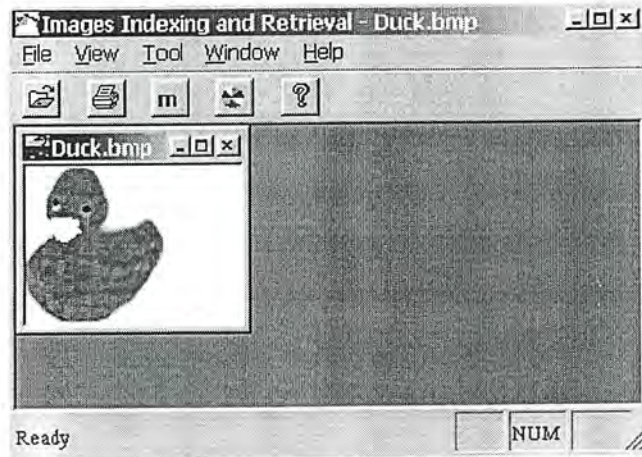 Images Indexing and Retrieval - Duck.bmp
File View Tool Window Help
m ?
Duck.bmp
Ready NUM